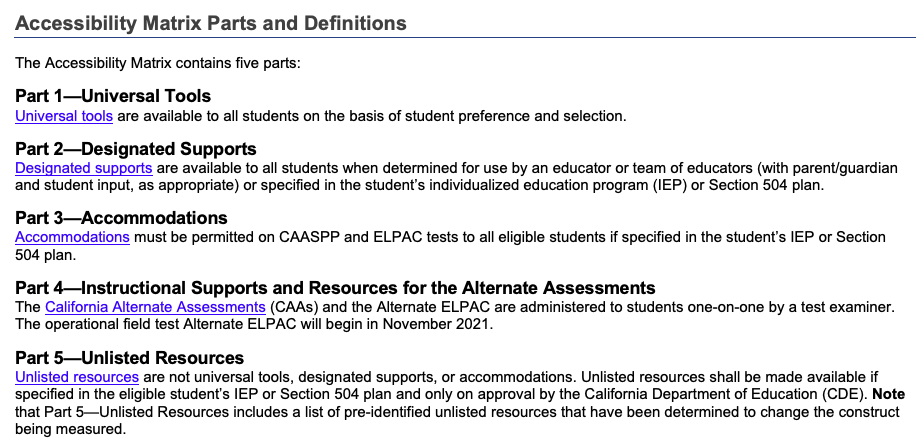 Accessibility Matrix Parts and Definitions
The Accessibility Matrix contains five parts:
Part 1—Universal Tools
Universal tools are available to all students on the basis of student preference and selection.
Part 2—Designated Supports
Designated supports are available to all students when determined for use by an educator or team of educators (with parent/guardian
and student input, as appropriate) or specified in the student’s individualized education program (IEP) or Section 504 plan.
Part 3—Accommodations
Accommodations must be permitted on CAASPP and ELPAC tests to all eligible students if specified in the student’s IEP or Section
504 plan.
Part 4—Instructional Supports and Resources for the Alternate Assessments
The California Alternate Assessments (CAAs) and the Alternate ELPAC are administered to students one-on-one by a test examiner.
The operational field test Alternate ELPAC will begin in November 2021.
Part 5—Unlisted Resources
Unlisted resources are not universal tools, designated supports, or accommodations. Unlisted resources shall be made available if
specified in the eligible student’s IEP or Section 504 plan and only on approval by the California Department of Education (CDE). Note
that Part 5—Unlisted Resources includes a list of pre-identified unlisted resources that have been determined to change the construct
being measured.